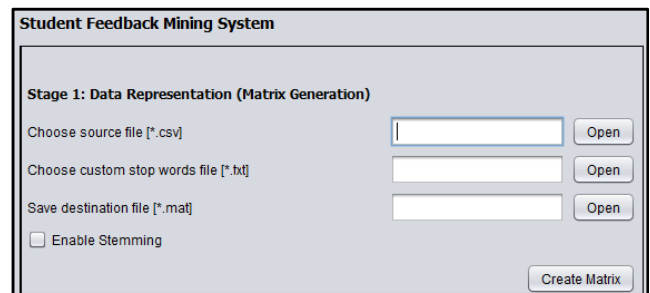 Student Feedback Mining System
Stage 1: Data Representation (Matrix Generation)
Choose source file [*.csv] Open
Choose custom stop words file [*.txt] Open
Save destination file [*.mat] Open
Enable Stemming
Create Matrix